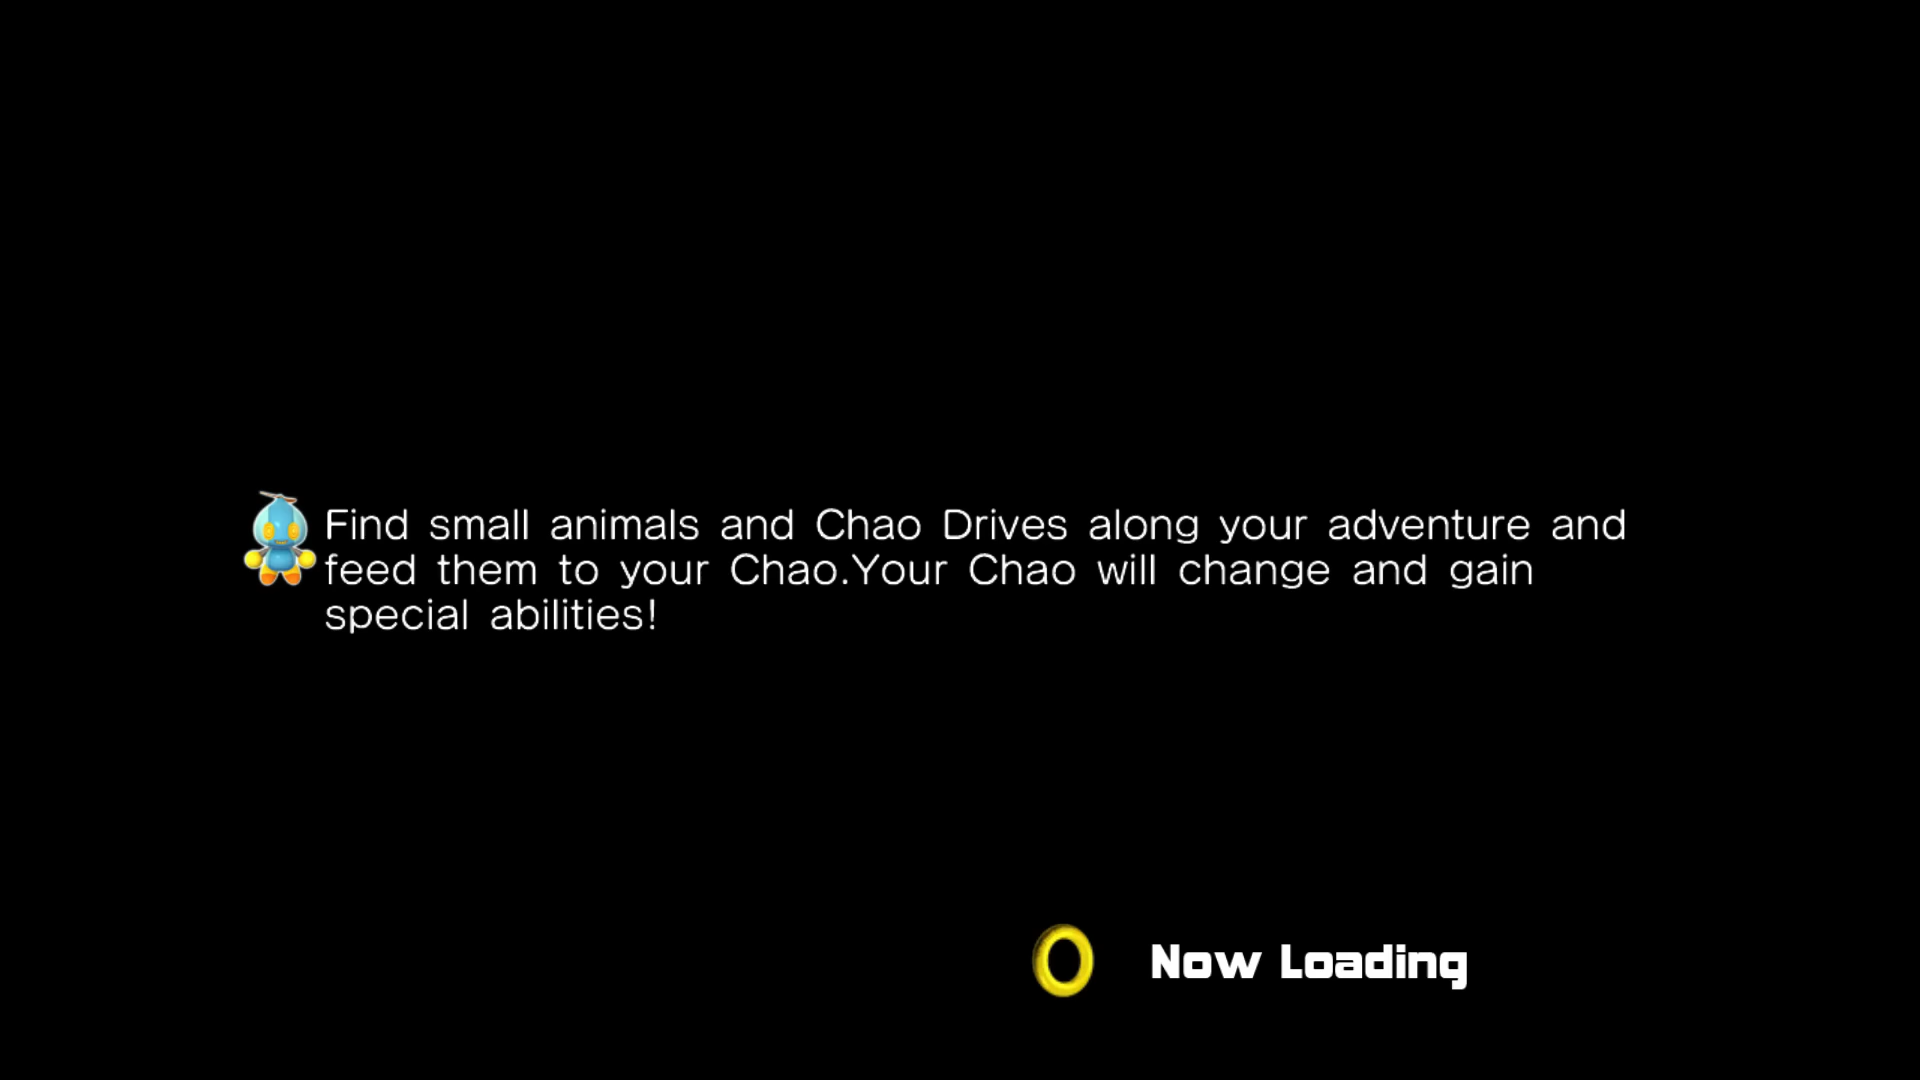 Find small animals and Chao Drives along your adventure and
feed them to your Chao.Your Chao will change and gain
special abilities!
Now Loading